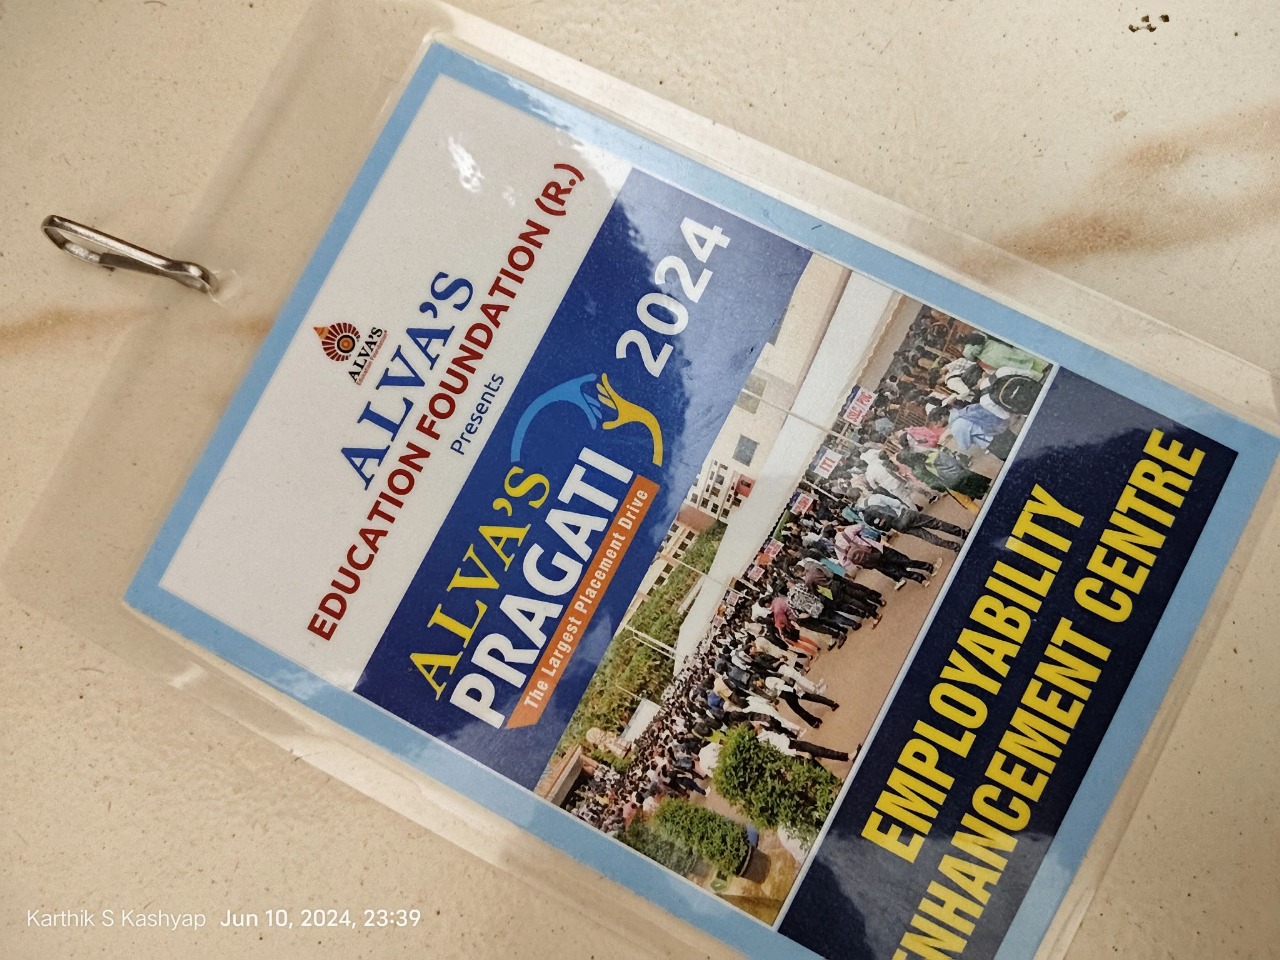 ALVA'S
ALVA'S
EDUCATION FOUNDATION (R.)
Presents
ALVA'S
PRAGATI 2024
The Largest Placement Drive
ITI
EMPLOYABILITY
ENHANCEMENT CENTRE
Karthik S Kashyap Jun 10, 2024, 23:39